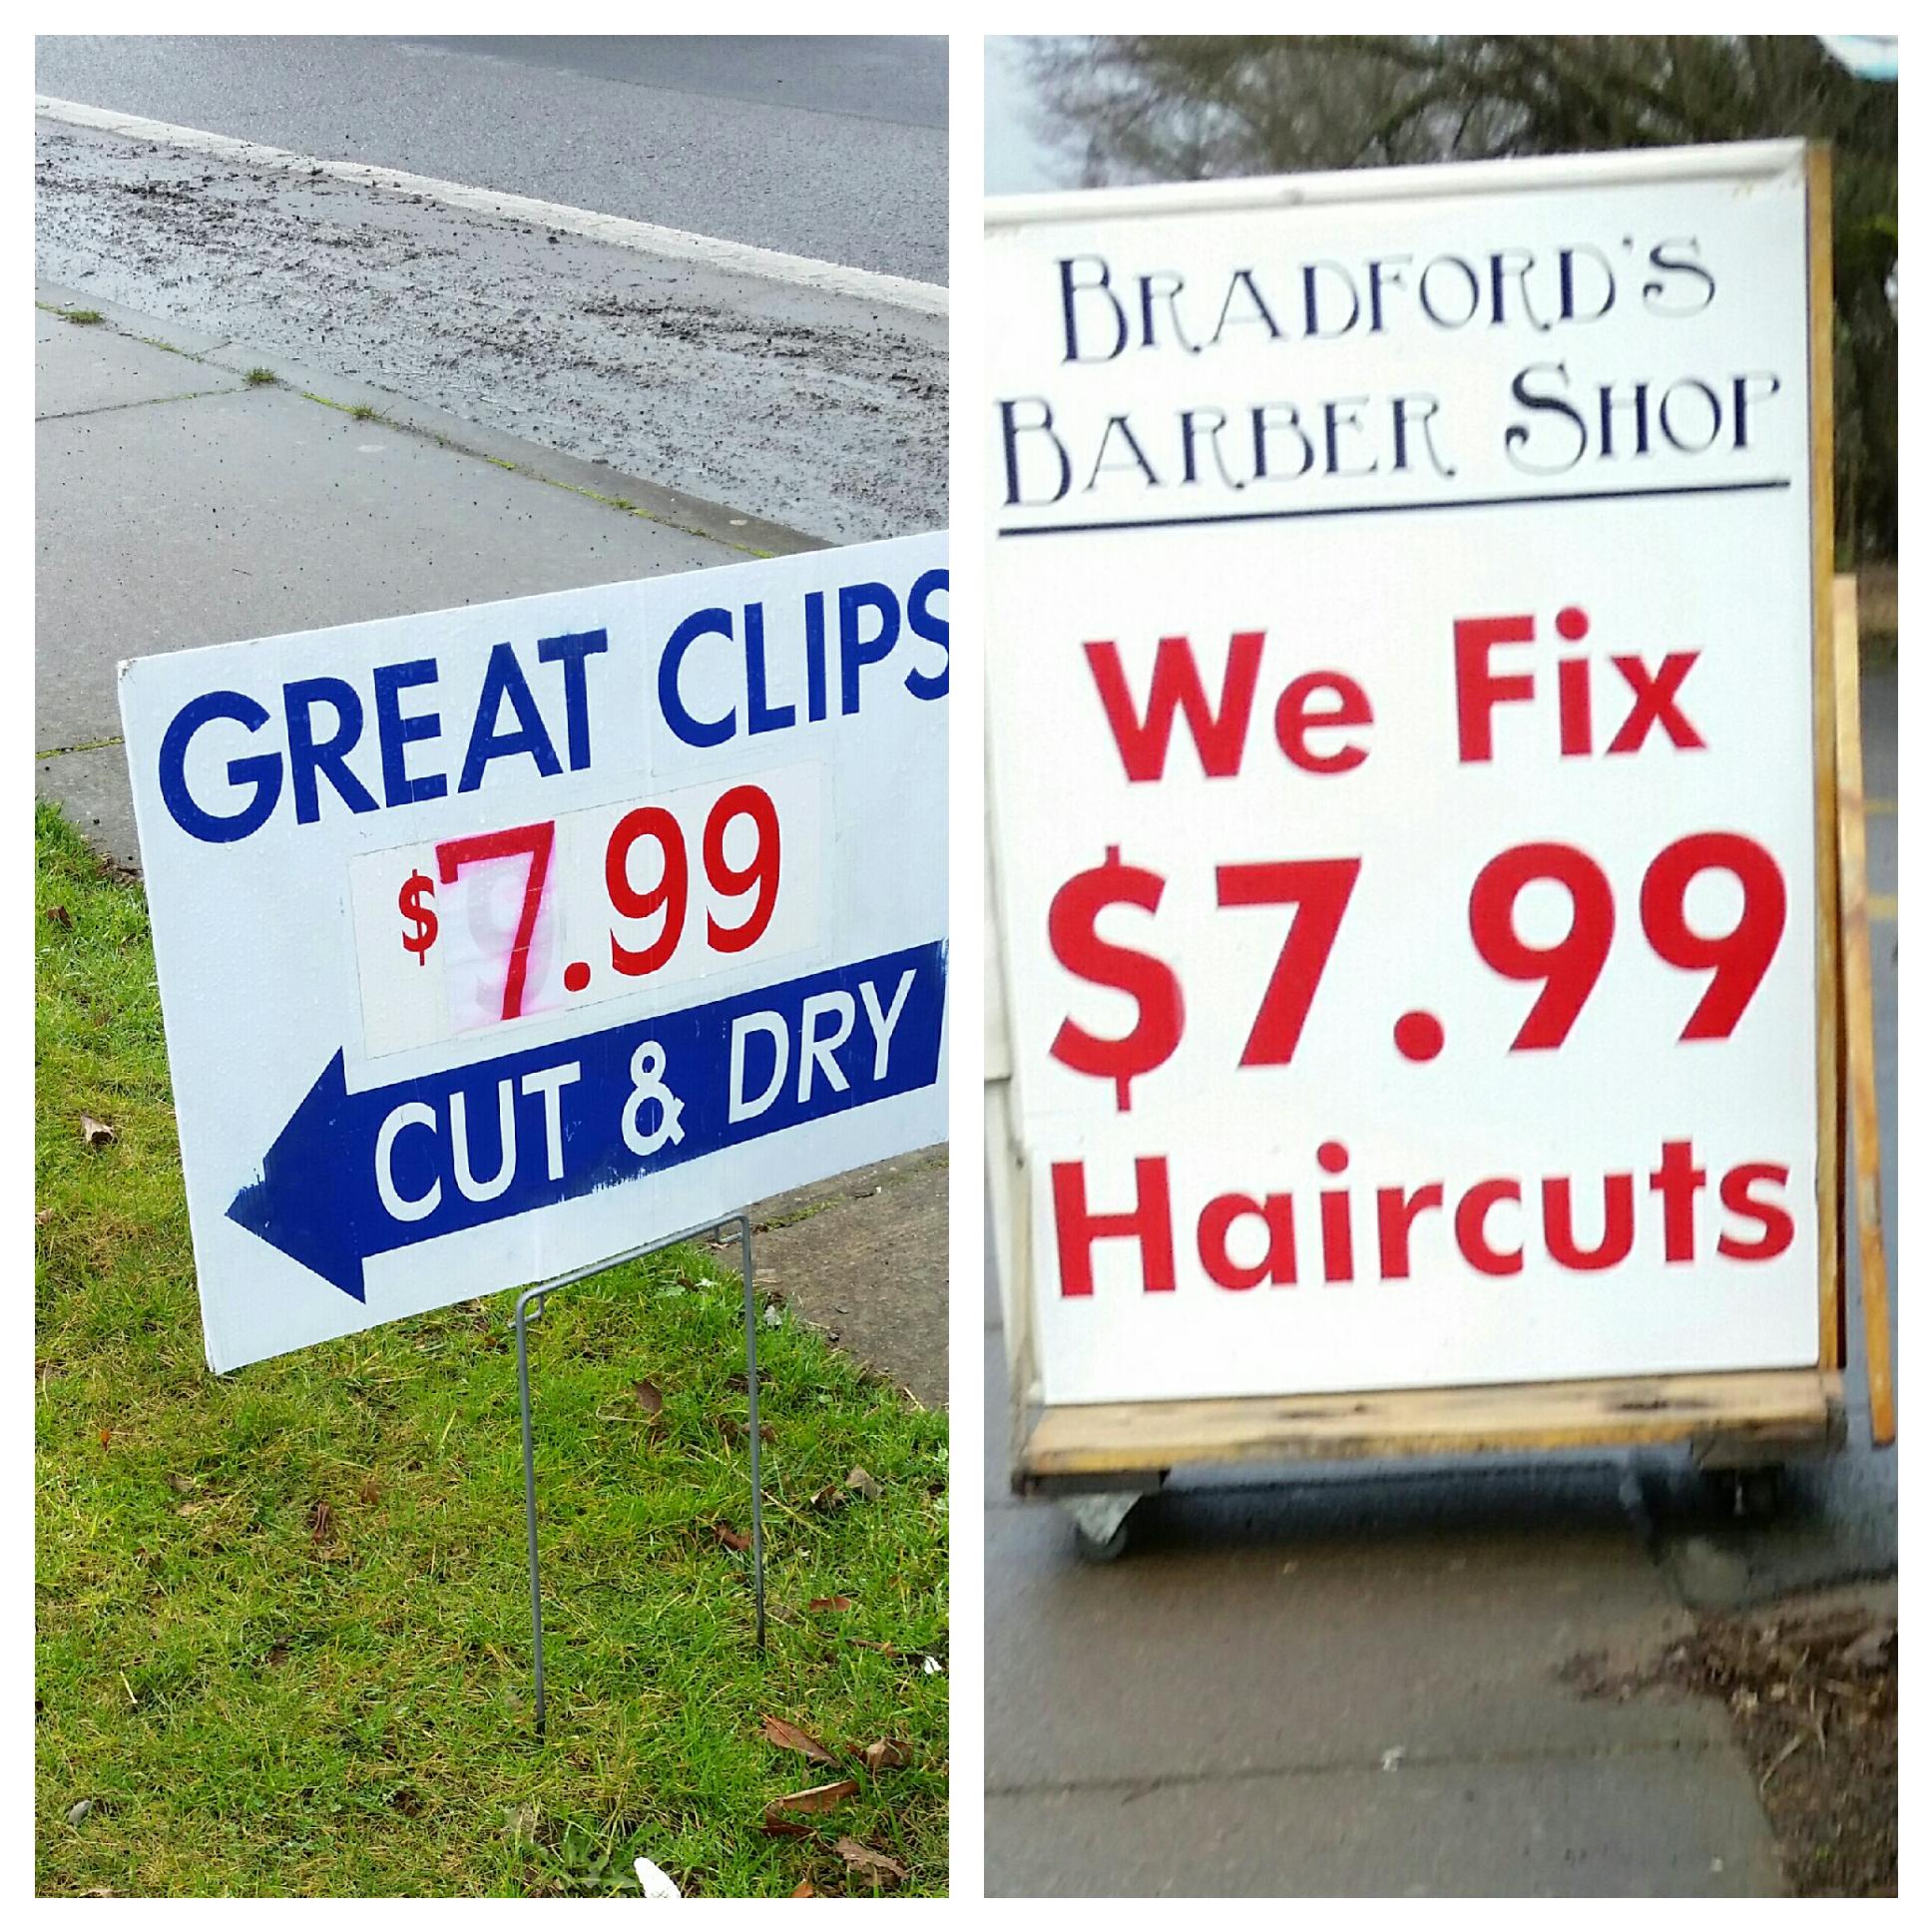 GREAT CLIPS
$7.99
CUT & DRY
BRADFORD'S
BARBER SHOP
We Fix
$7.99
Haircuts